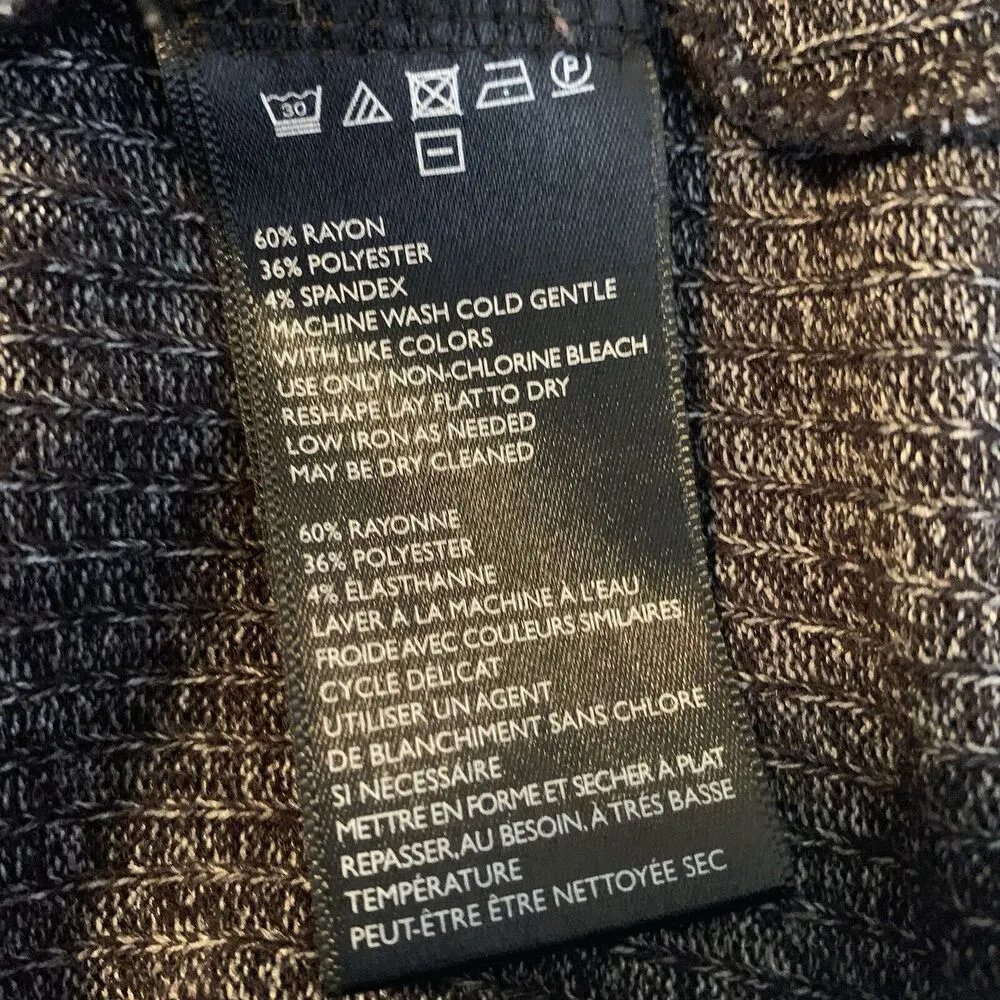 30 P
60% RAYON
36% POLYESTER
4% SPANDEX
MACHINE WASH COLD GENTLE
WITH LIKE COLORS
USE ONLY NON-CHLORINE BLEACH
RESHAPE LAY FLAT TO DRY
LOW IRON AS NEEDED
MAY BE DRY CLEANED
60% RAYONNE
36% POLYESTER
4% ÉLASTHANNE
LAVER À LA MACHINE À L'EAU
FROIDE AVEC COULEURS SIMILAIRES,
CYCLE DÉLICAT
UTILISER UN AGENT
DE BLANCHIMENT SANS CHLORE
SI NÉCESSAIRE
METTRE EN FORME ET SECHER À PLAT
REPASSER, AU BESOIN, À TRÉS BASSE
TEMPÉRATURE
PEUT-ÊTRE ÊTRE NETTOYÉE SEC